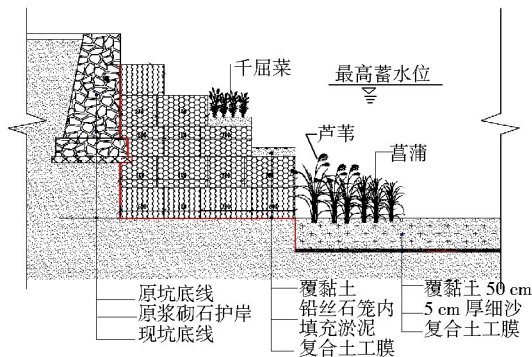 千屈菜
最高蓄水位
芦苇
菖蒲
原坑底线
原浆砌石护岸
现坑底线
覆黏土
铅丝石笼内
填充淤泥
复合土工膜
覆黏土 50 cm
5 cm 厚细沙
复合土工膜